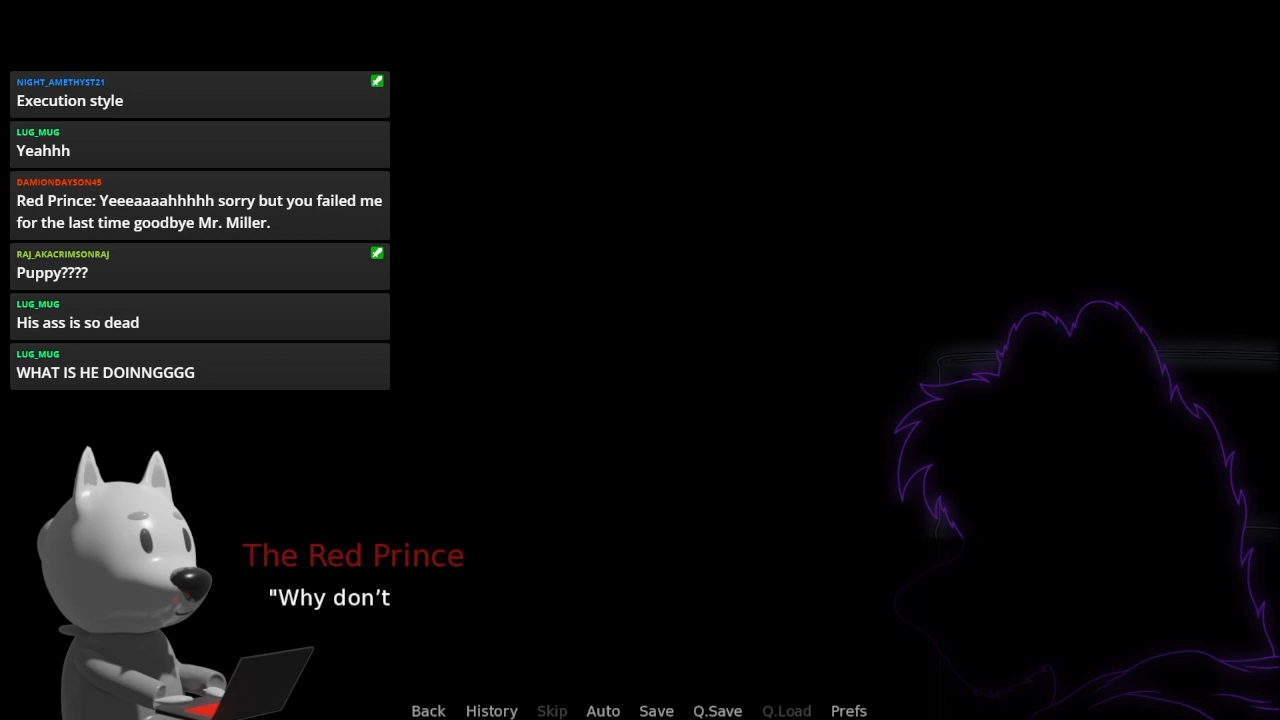 NIGHT_AMETHYST21
Execution style
LUG_MUG
Yeahhh
DAMIONDAYSON45
Red Prince: Yeeeaaaahhhhh sorry but you failed me
for the last time goodbye Mr. Miller.
RAJ_AKACRIMSONRAJ
Puppy????
LUG_MUG
His ass is so dead
LUG_MUG
WHAT IS HE DOINNGGGG
The Red Prince
"Why don’t
Back History Skip Auto Save Q.Save Q.Load Prefs